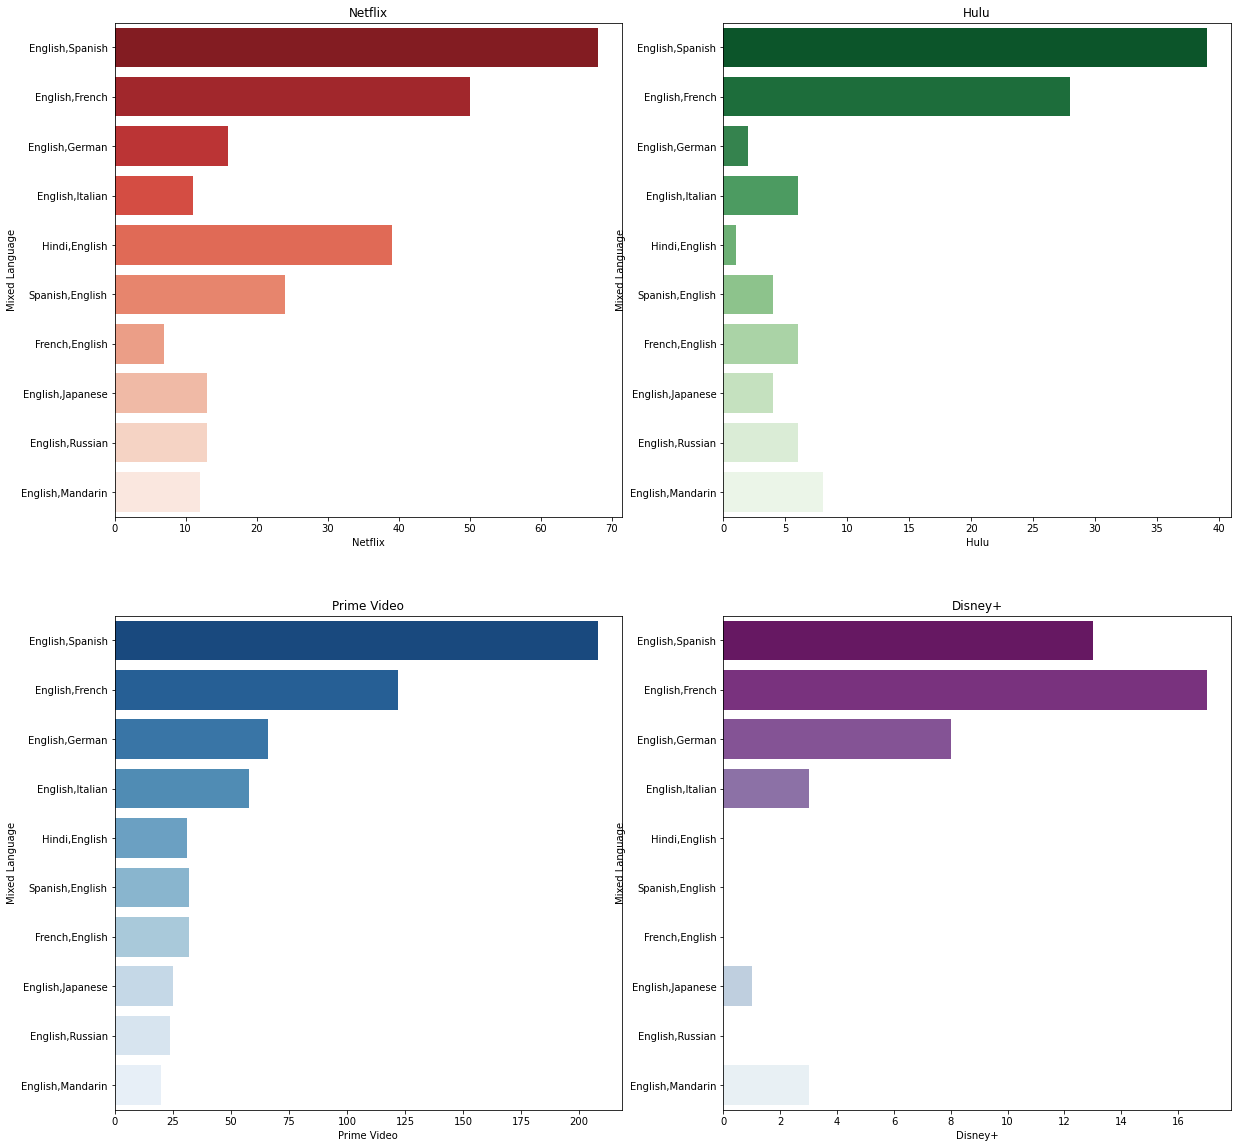 Netflix
Mixed Language
English,Spanish
English,French
English,German
English,Italian
Hindi,English
Spanish,English
French,English
English,Japanese
English,Russian
English,Mandarin
0 10 20 30 40 50 60 70
Netflix
Hulu
Mixed Language
English,Spanish
English,French
English,German
English,Italian
Hindi,English
Spanish,English
French,English
English,Japanese
English,Russian
English,Mandarin
0 5 10 15 20 25 30 35 40
Hulu
Prime Video
Mixed Language
English,Spanish
English,French
English,German
English,Italian
Hindi,English
Spanish,English
French,English
English,Japanese
English,Russian
English,Mandarin
0 25 50 75 100 125 150 175 200
Prime Video
Disney+
Mixed Language
English,Spanish
English,French
English,German
English,Italian
Hindi,English
Spanish,English
French,English
English,Japanese
English,Russian
English,Mandarin
0 2 4 6 8 10 12 14 16
Disney+